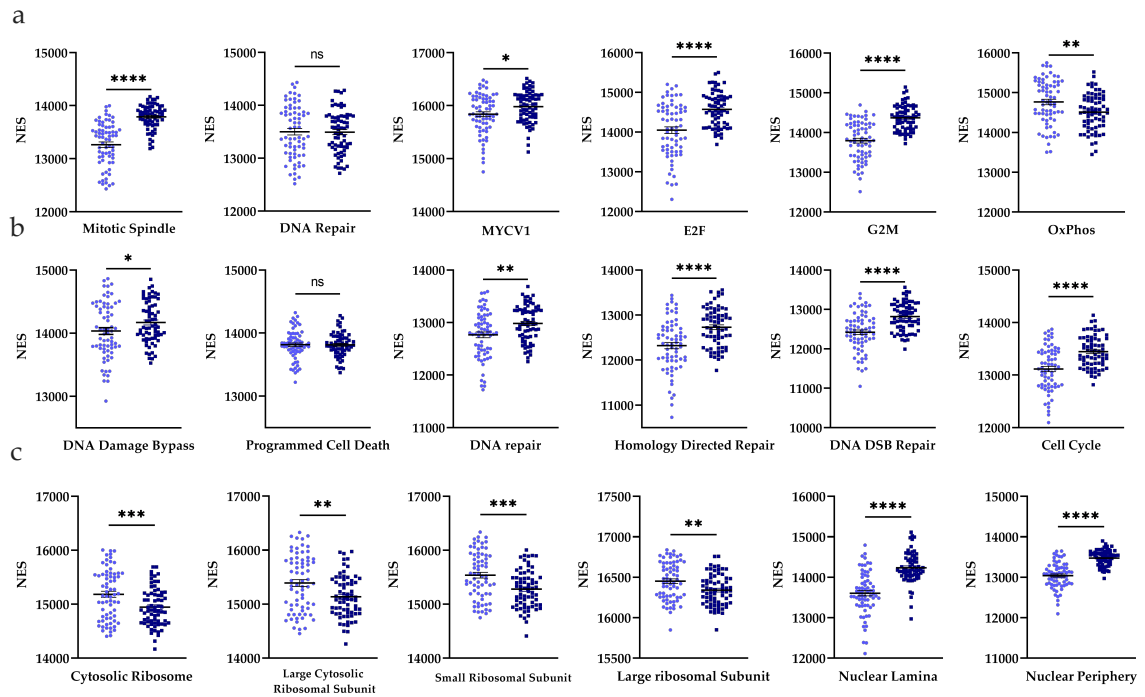 a
**** ns * **** **** **
15000 15000 17000 16000 16000 16000
14000 14000 16000 15000 15000 15000
NES NES NES NES NES NES
13000 13000 15000 14000 14000 14000
13000 13000 13000
12000 12000 14000 12000 12000 12000
Mitotic Spindle DNA Repair MYCV1 E2F G2M OxPhos
b
* ns ** **** **** ****
15000 15000 14000 14000 14000 15000
14000 14000 13000 13000 13000 14000
NES NES NES NES NES NES
13000 13000 12000 12000 12000 13000
11000 11000
11000 10000 12000
DNA Damage Bypass Programmed Cell Death DNA repair Homology Directed Repair DNA DSB Repair Cell Cycle
c
*** ** *** ** **** ****
17000 17000 17000 17500 16000 15000
16000 16000 16000 17000 15000 14000
NES NES NES NES NES NES
15000 15000 15000 16500 14000 13000
16000 13000 12000
14000 14000 14000 15500 12000 11000
Cytosolic Ribosome Large Cytosolic Small Ribosomal Subunit Large ribosomal Subunit Nuclear Lamina Nuclear Periphery
Ribosomal Subunit